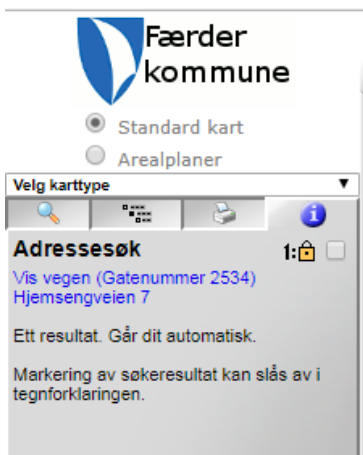 Færder
kommune
Standard kart
Arealplaner
Velg karttype
Adressesøk
1:
Vis vegen (Gatenummer 2534)
Hjemsengveien 7
Ett resultat. Går dit automatisk.
Markering av søkeresultat kan slås av i
tegnforklaringen.